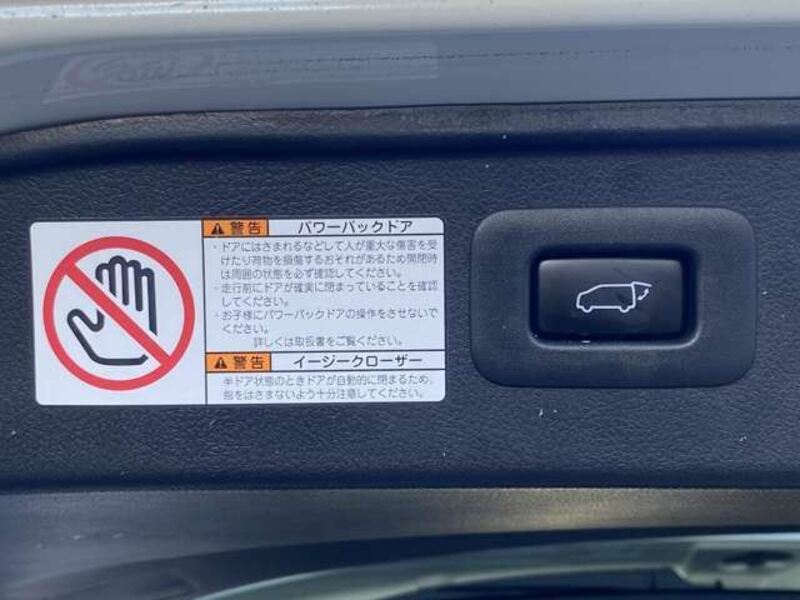 警告 パワーバックドア
・ドアにはさまれるなどして人が重大な傷害を受
けたり荷物を損傷するおそれがあるため開閉時
は周囲の状態を必ず確認してください。
・走行前にドアが確実に閉まっていることを確認
してください。
・お子様にパワーバックドアの操作をさせないで
ください。
詳しくは取扱書をご覧ください。
警告 イージークローザー
半ドア状態のときドアが自動的に閉まるため、
指をはさまないよう十分注意してください。